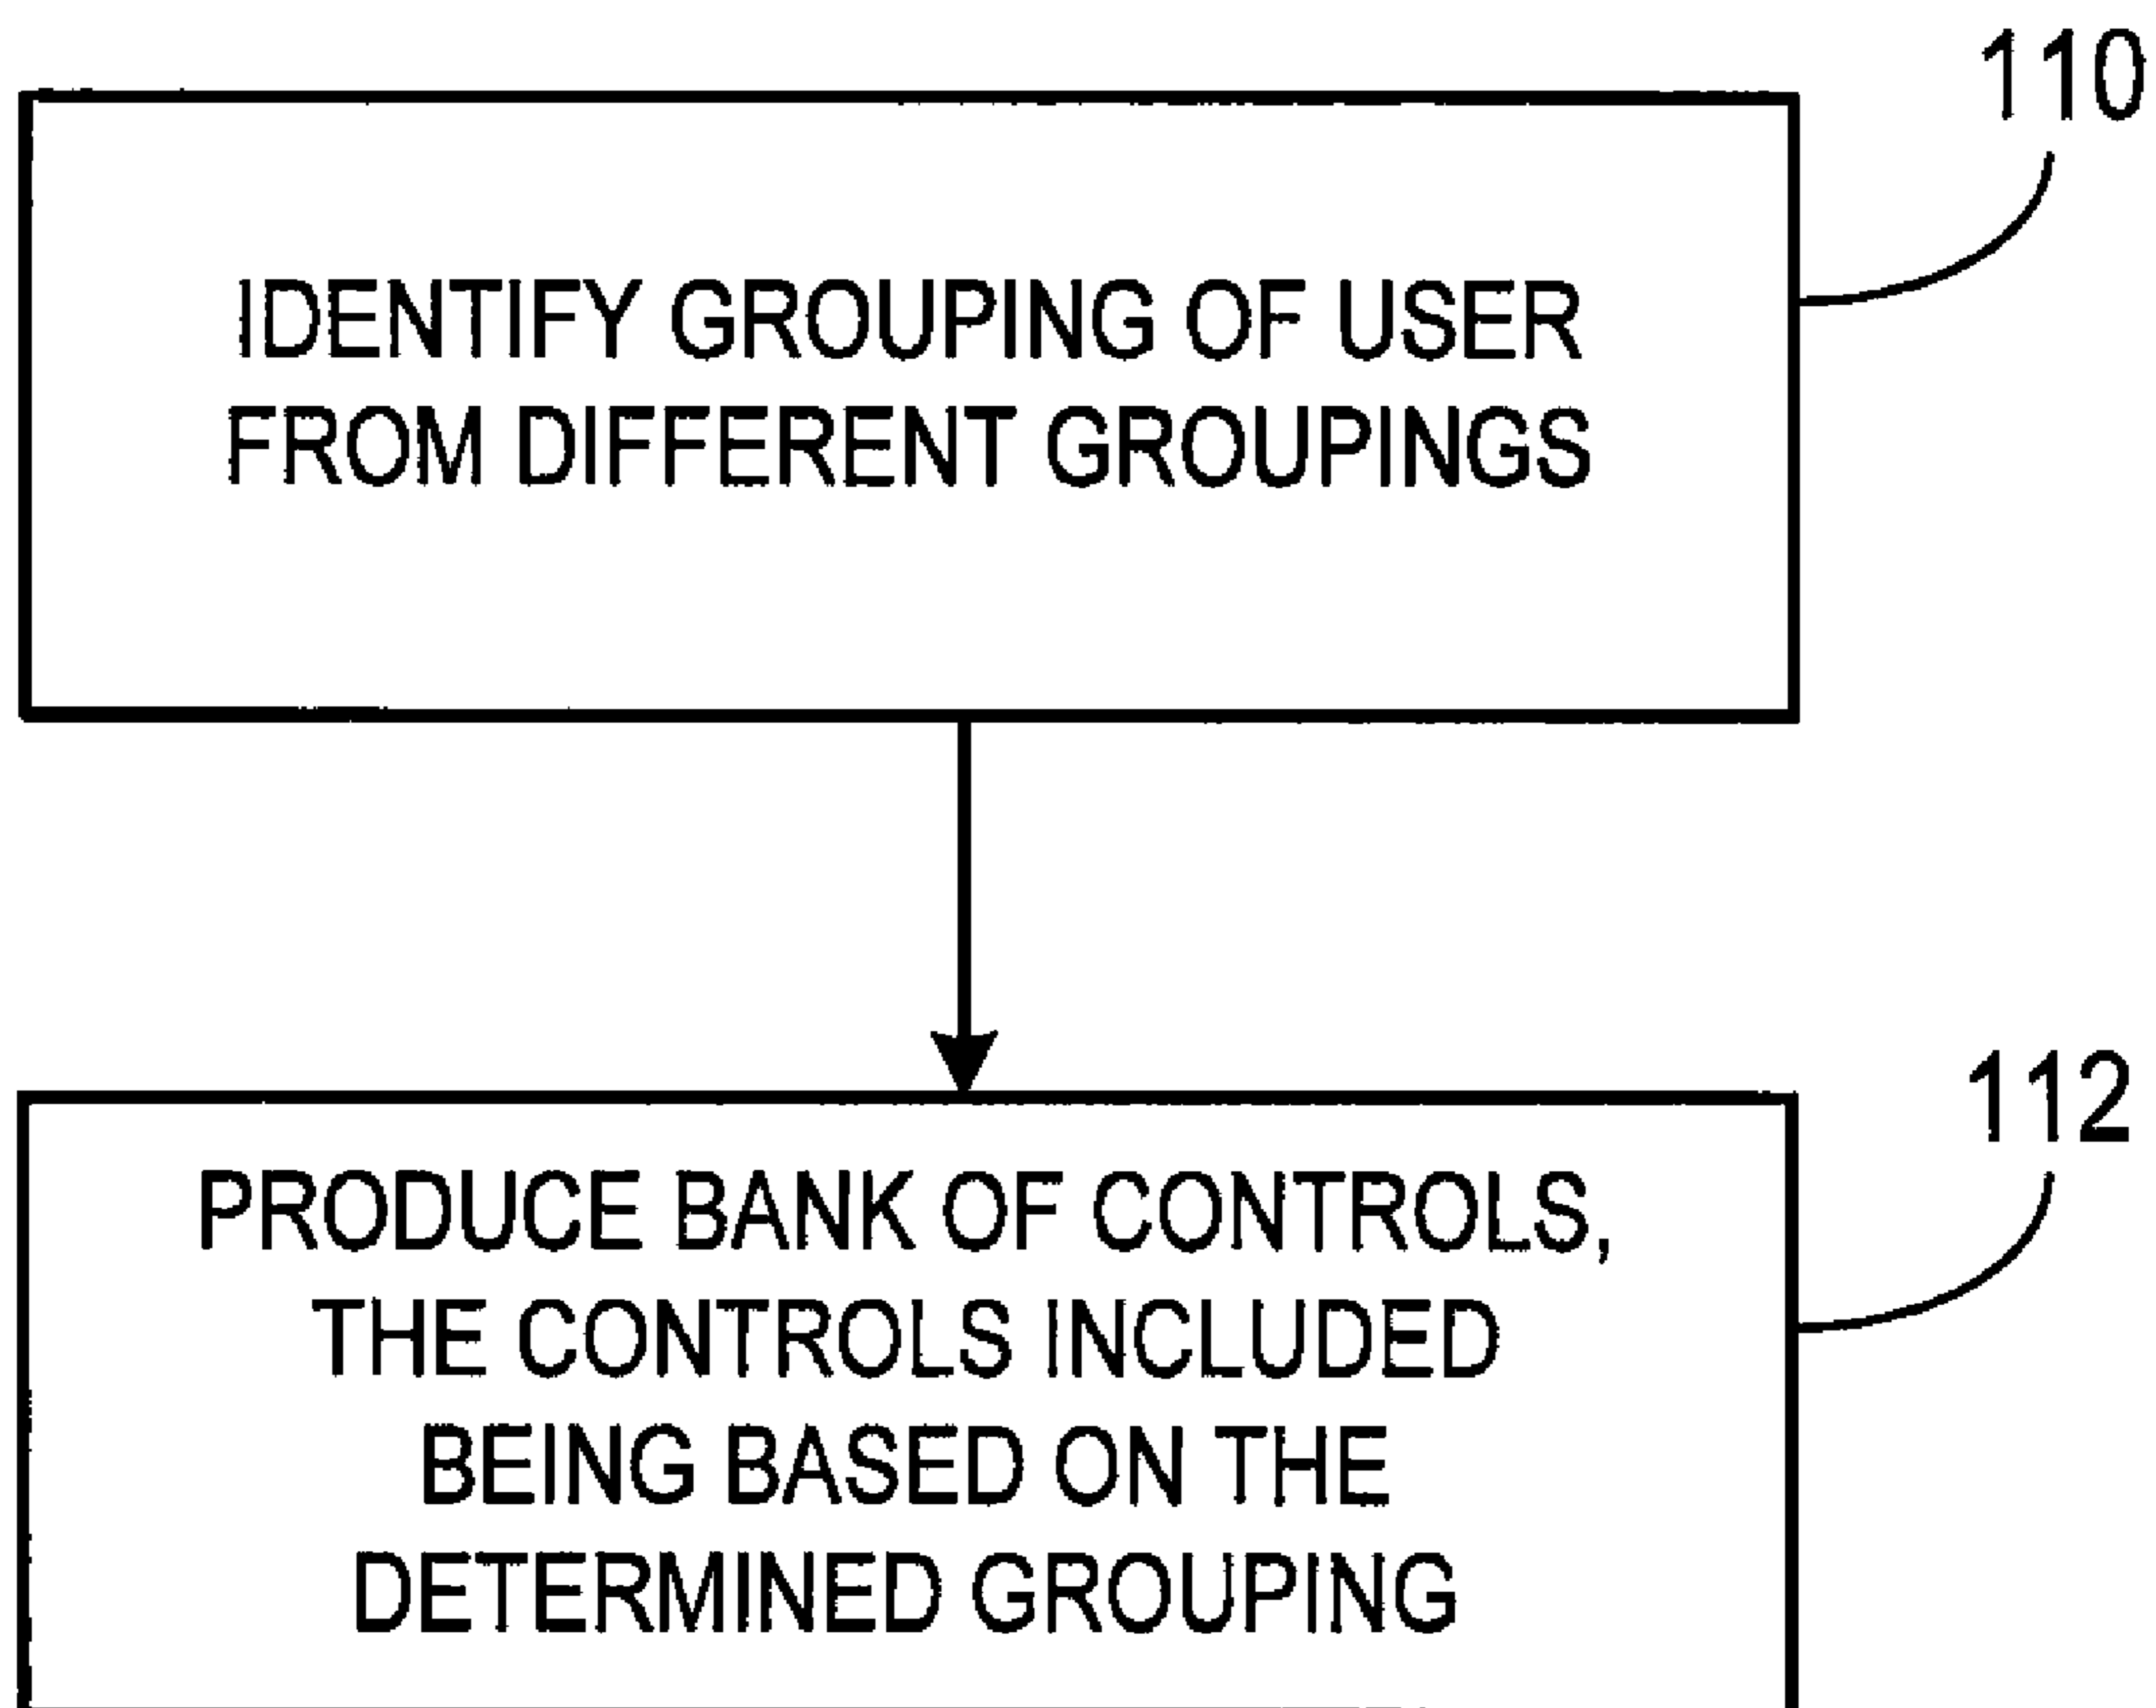 110
IDENTIFY GROUPING OF USER
FROM DIFFERENT GROUPINGS
112
PRODUCE BANK OF CONTROLS,
THE CONTROLS INCLUDED
BEING BASED ON THE
DETERMINED GROUPING